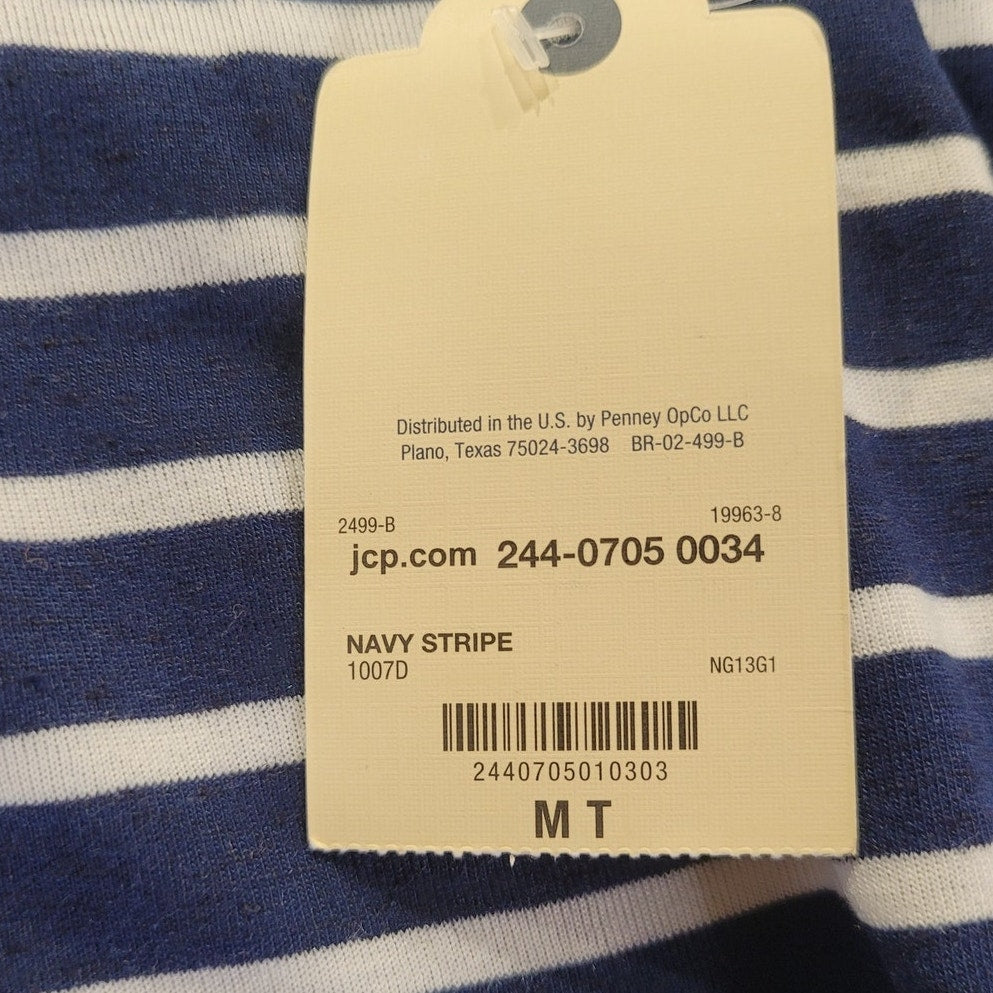 Distributed in the U.S. by Penney OpCo LLC
Plano, Texas 75024-3698 BR-02-499-B
2499-B 19963-8
jcp.com 244-0705 0034
NAVY STRIPE
1007D NG13G1
2440705010303
M T